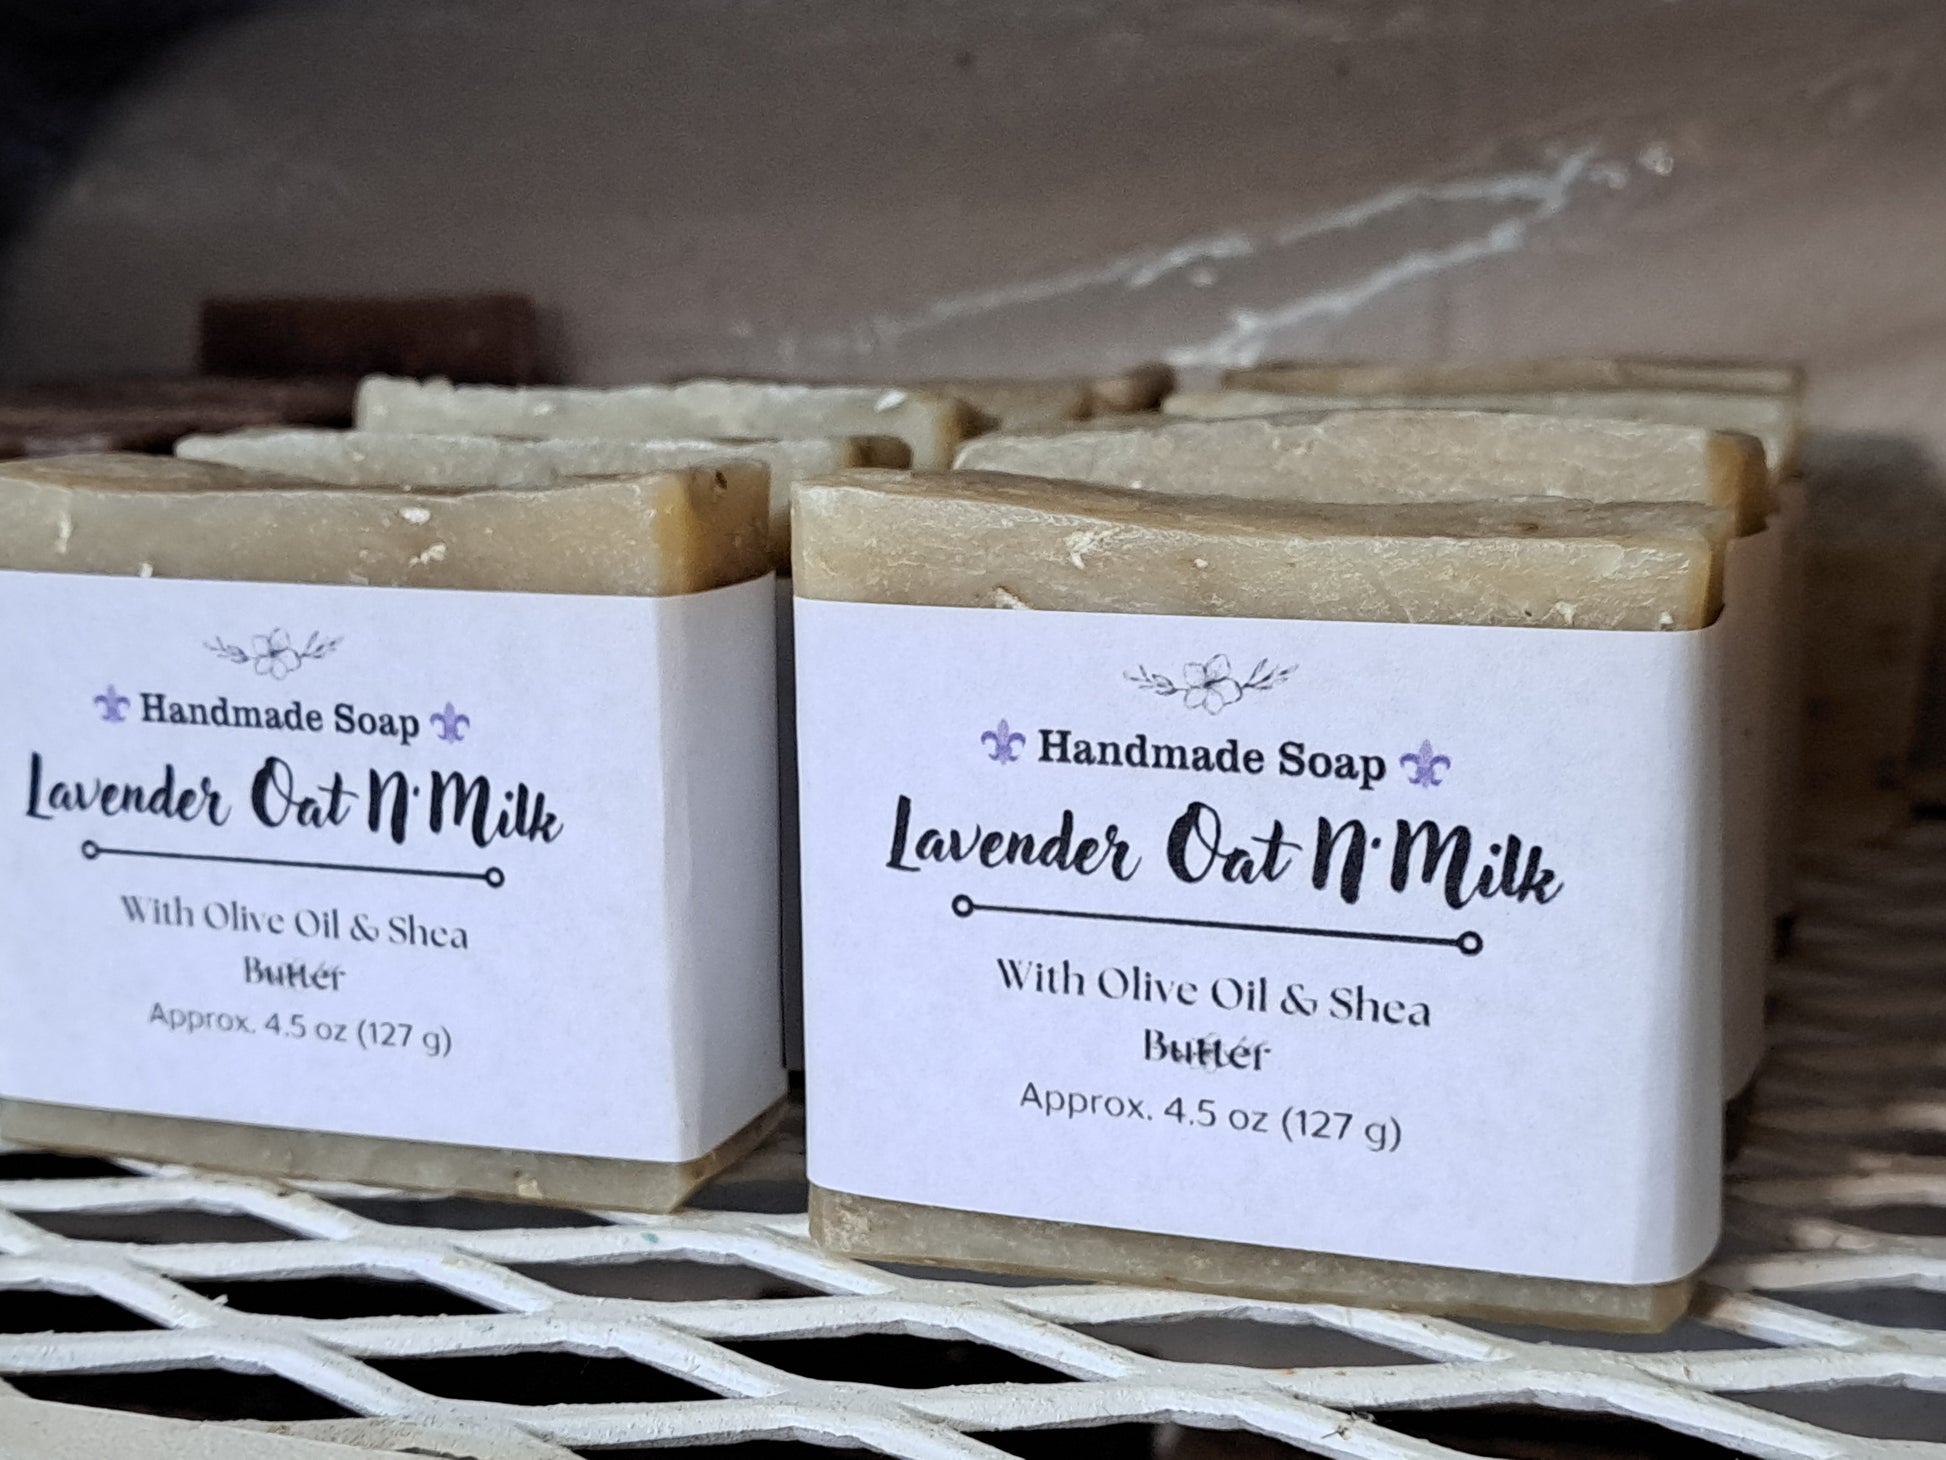 Handmade Soap
Lavender Oat N' Milk
With Olive Oil & Shea
Butter
Approx. 4.5 oz (127 g)
Handmade Soap
Lavender Oat N' Milk
With Olive Oil & Shea
Butter
Approx. 4.5 oz (127 g)